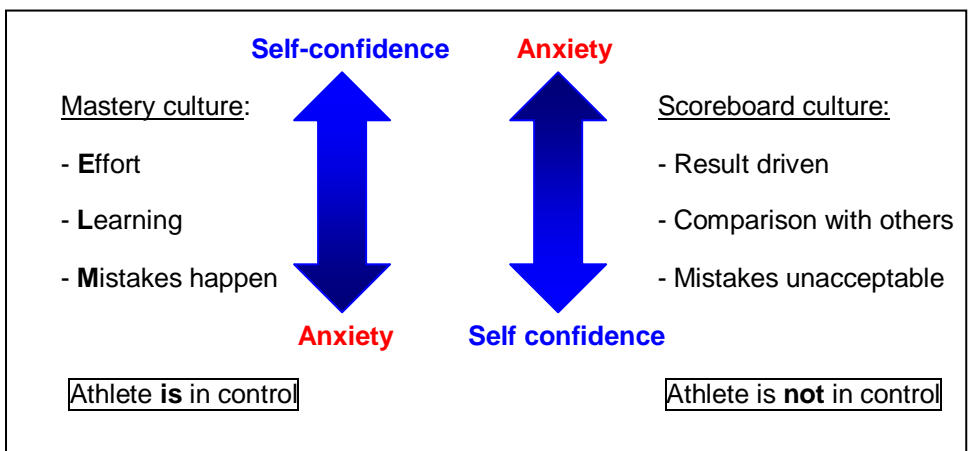 Self-confidence Anxiety
Mastery culture: Scoreboard culture:
- Effort - Result driven
- Learning - Comparison with others
- Mistakes happen - Mistakes unacceptable
Anxiety Self confidence
Athlete is in control Athlete is not in control